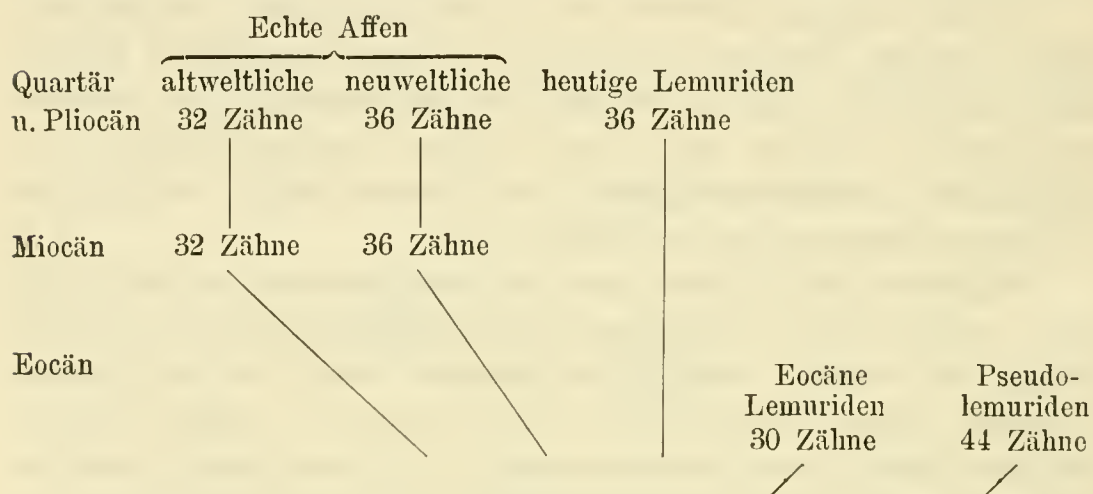 Echte Affen
Quartär altweltliche neuweltliche heutige Lemuriden
u. Pliocän 32 Zähne 36 Zähne 36 Zähne
Miocän 32 Zähne 36 Zähne
Eocän
Eocäne Pseudo-
Lemuriden lemuriden
30 Zähne 44 Zähne